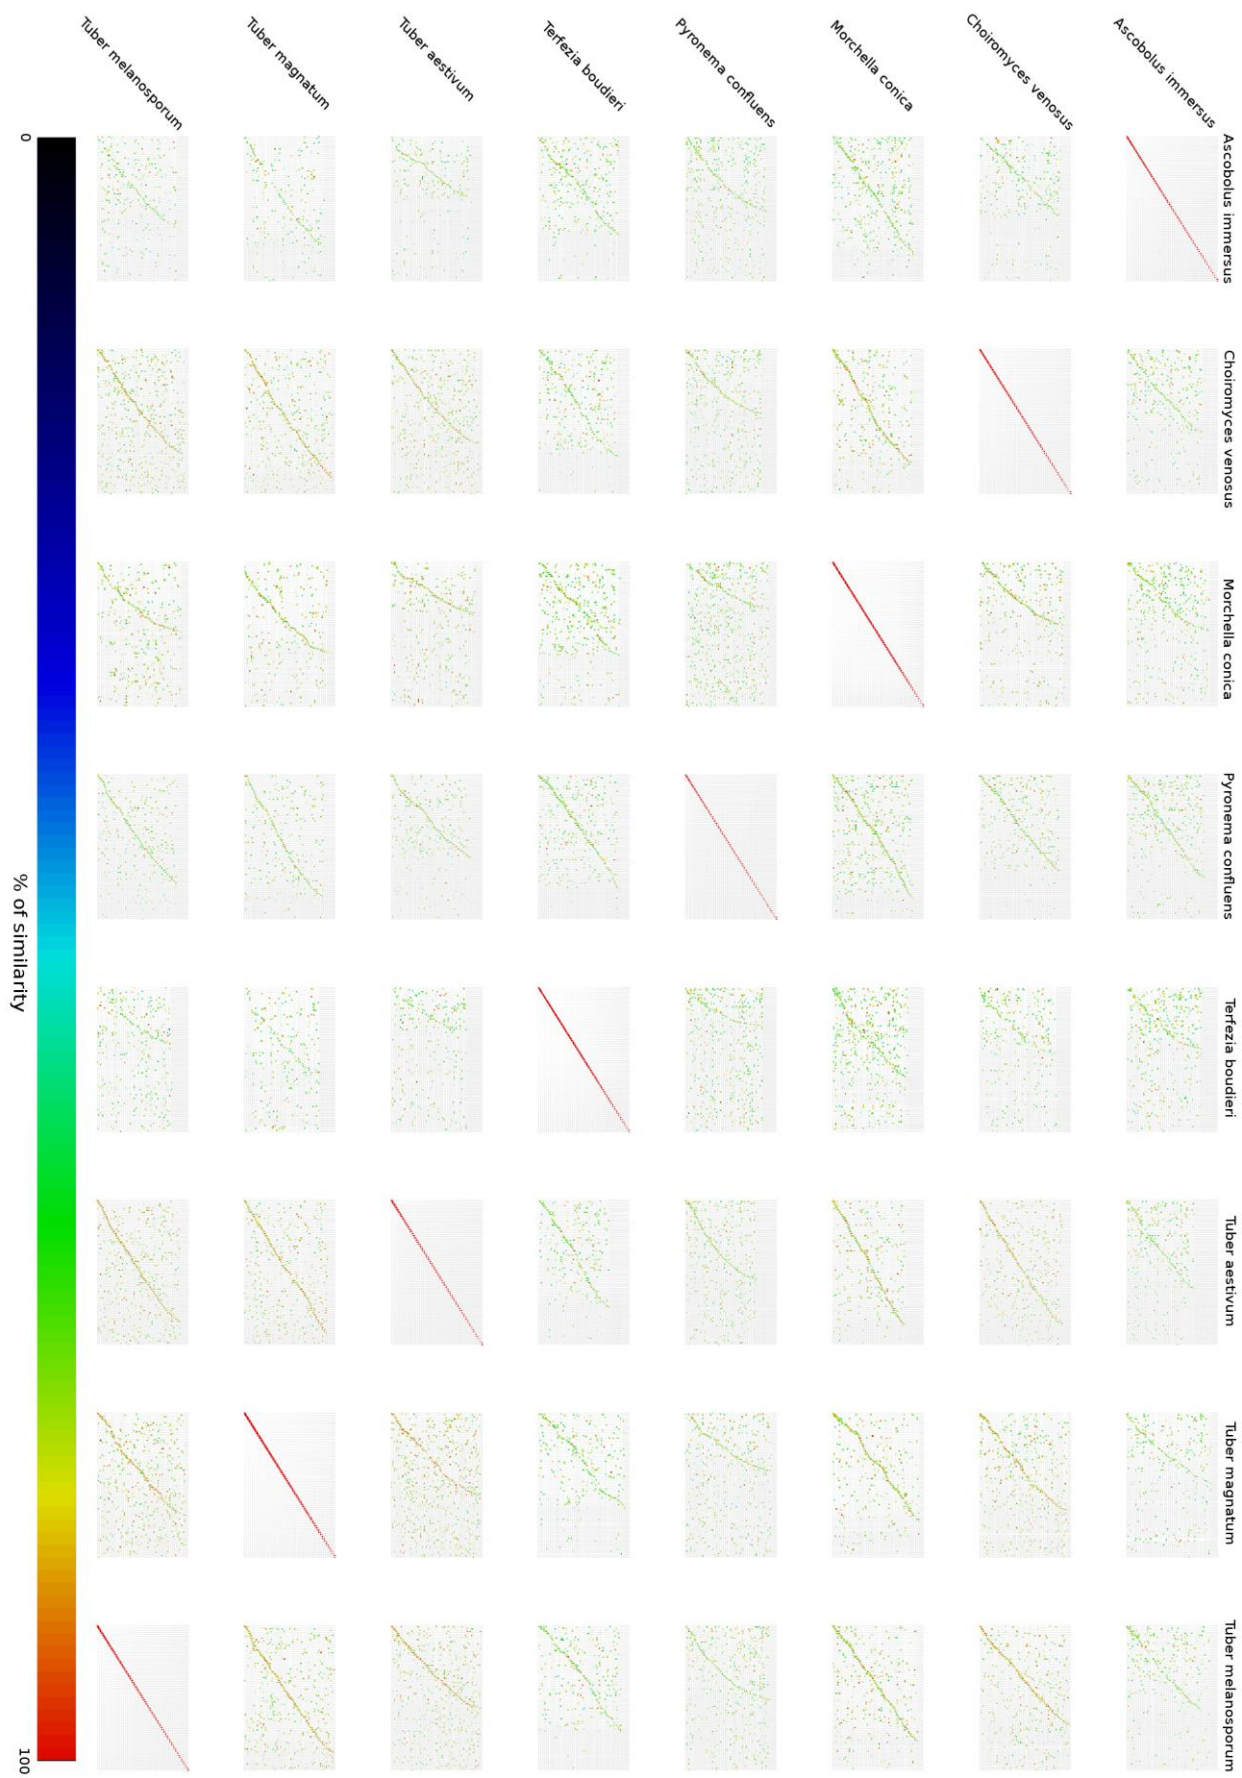 Tuber melanosporum
Tuber magnatum
Tuber aestivum
Terfezia boudieri
Pyronema confluens
Morchella conica
Choiromyces venosus
Ascobolus immersus
Ascobolus immersus
Choiromyces venosus
Morchella conica
Pyronema confluens
Terfezia boudieri
Tuber aestivum
Tuber magnatum
Tuber melanosporum
0
% of similarity
100